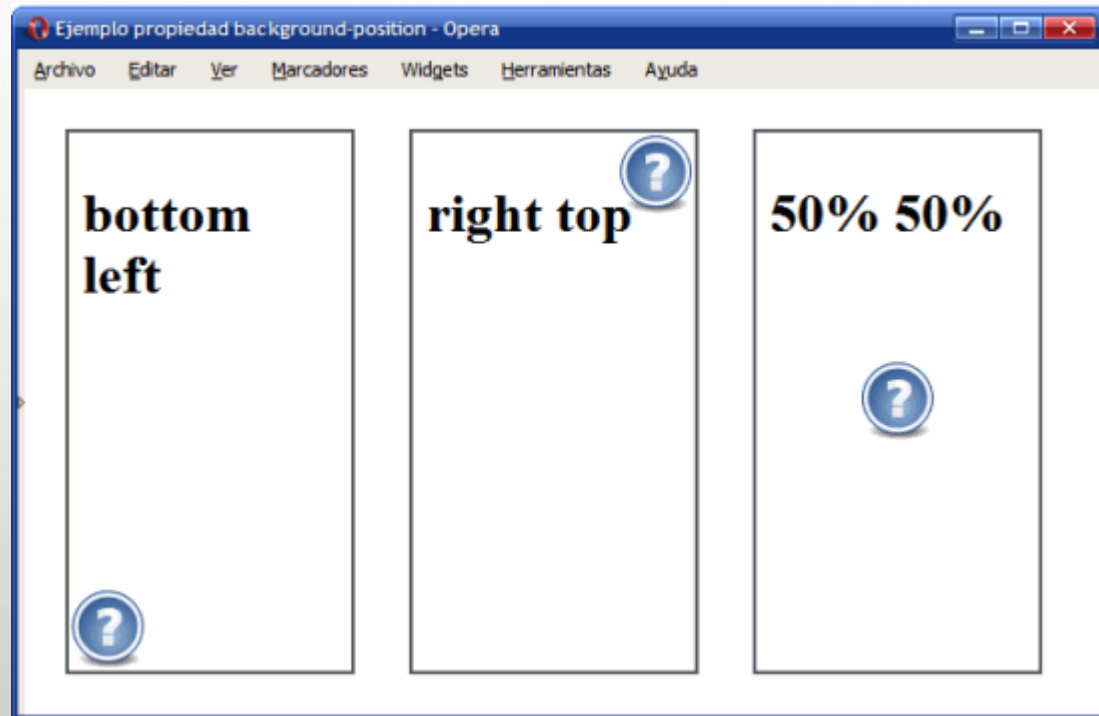 Ejemplo propiedad background-position - Opera
Archivo Editar Ver Marcadores Widgets Herramientas Ayuda
bottom
left
right top
50% 50%
?
?
?